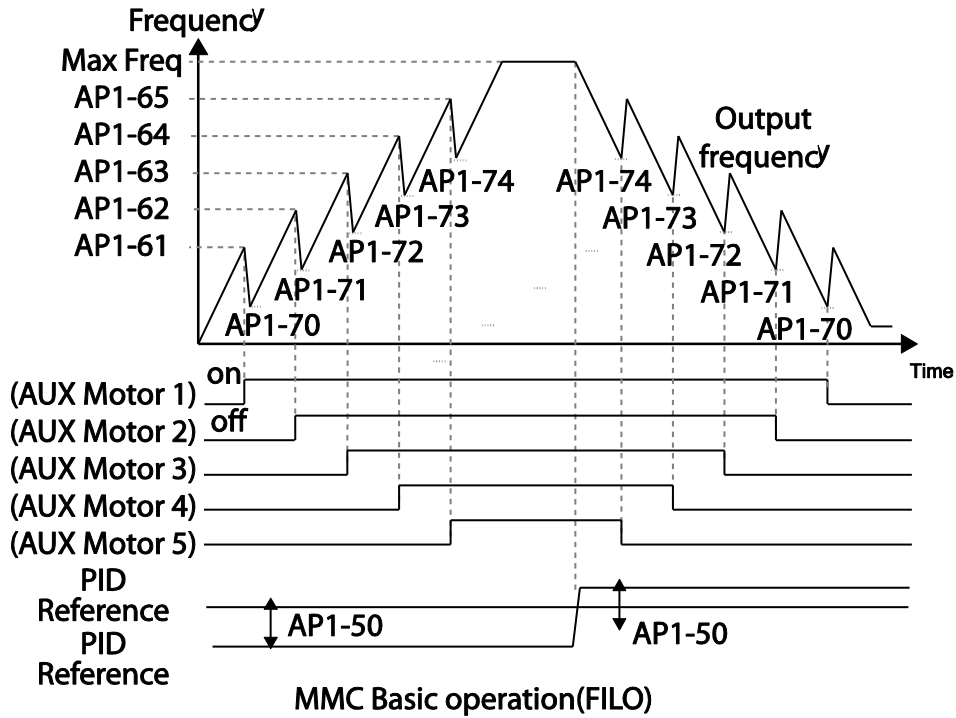 Frequency
Max Freq
AP1-65
AP1-64
AP1-63
AP1-62
AP1-61
Output
frequency
AP1-74
AP1-74
AP1-73
AP1-73
AP1-72
AP1-72
AP1-71
AP1-71
AP1-70
AP1-70
Time
on
(AUX Motor 1)
off
(AUX Motor 2)
(AUX Motor 3)
(AUX Motor 4)
(AUX Motor 5)
PID
Reference
AP1-50
AP1-50
PID
Reference
MMC Basic operation(FILO)